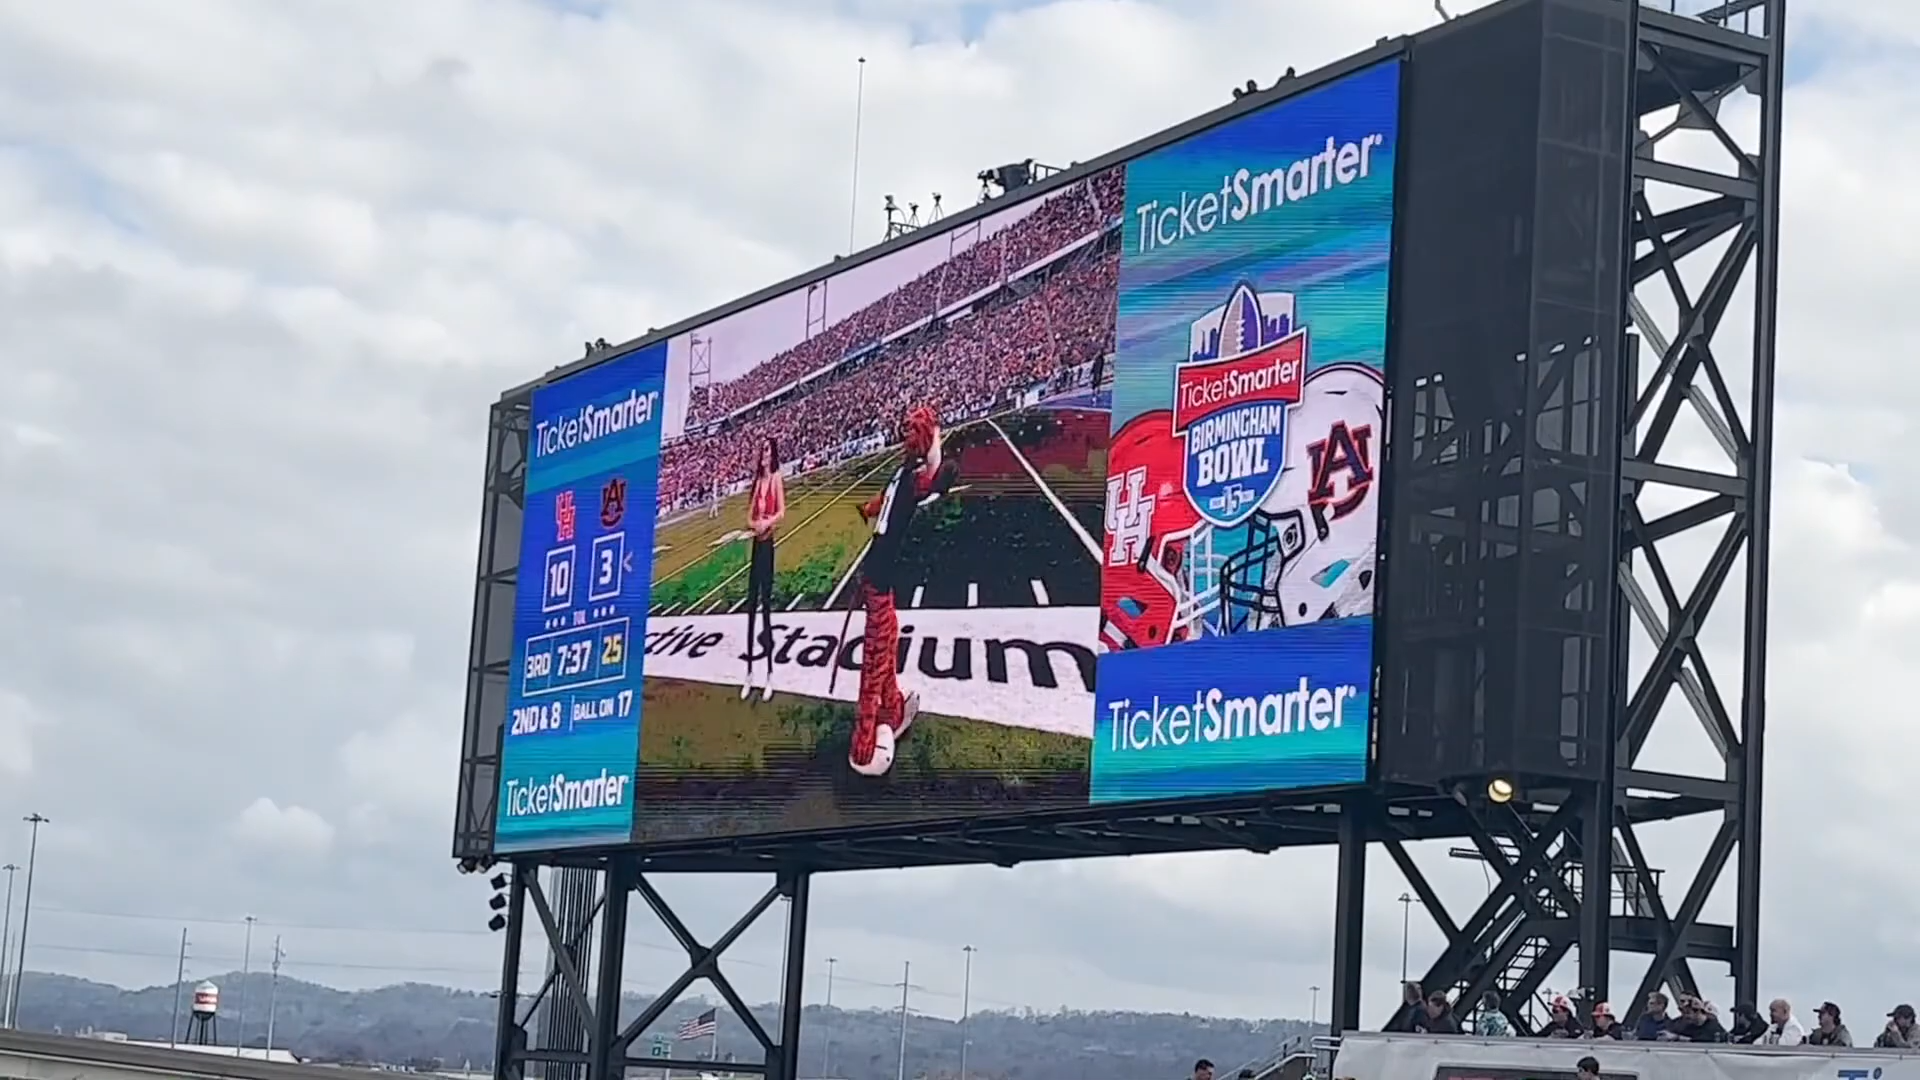 TicketSmarter
UH AU
10 3 <
TOL
3RD 7:37 25
2ND & 8 BALL ON 17
TicketSmarter
ctive Stadium
TicketSmarter
TicketSmarter
BIRMINGHAM
BOWL
15
UH
AU
TicketSmarter